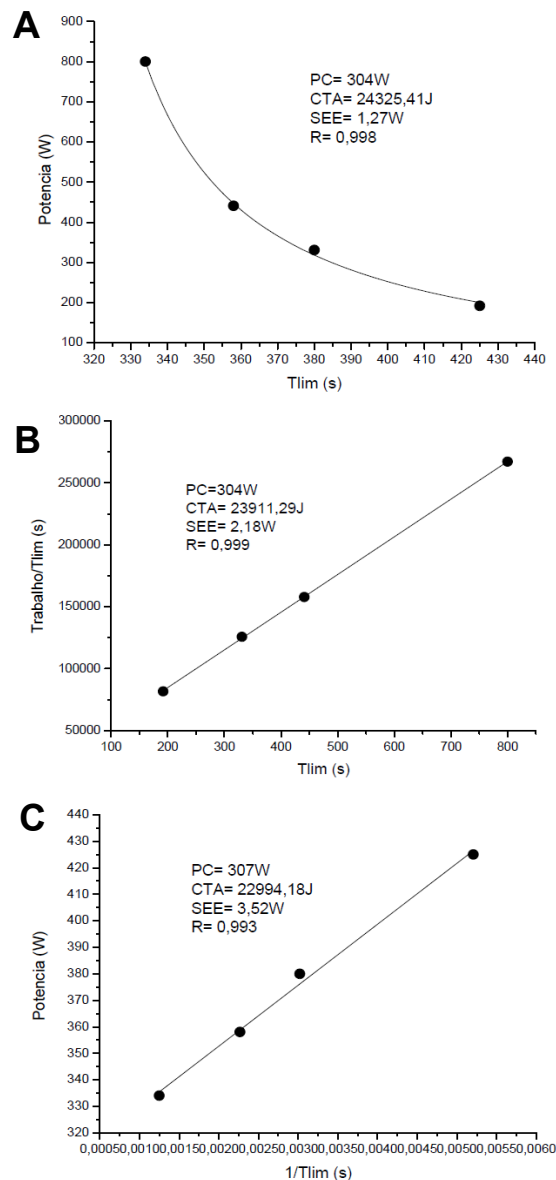 A
900
800
700
600
500
400
300
200
100
Potencia (W)
PC= 304W
CTA= 24325,41J
SEE= 1,27W
R= 0,998
320 330 340 350 360 370 380 390 400 410 420 430 440
Tlim (s)
B
300000
250000
200000
150000
100000
50000
Trabalho/Tlim (s)
PC=304W
CTA= 23911,29J
SEE= 2,18W
R= 0,999
100 200 300 400 500 600 700 800
Tlim (s)
C
440
430
420
410
400
390
380
370
360
350
340
330
320
Potencia (W)
PC= 307W
CTA= 22994,18J
SEE= 3,52W
R= 0,993
0,00050,00100,00150,00200,00250,00300,00350,00400,00450,00500,00550,0060
1/Tlim (s)